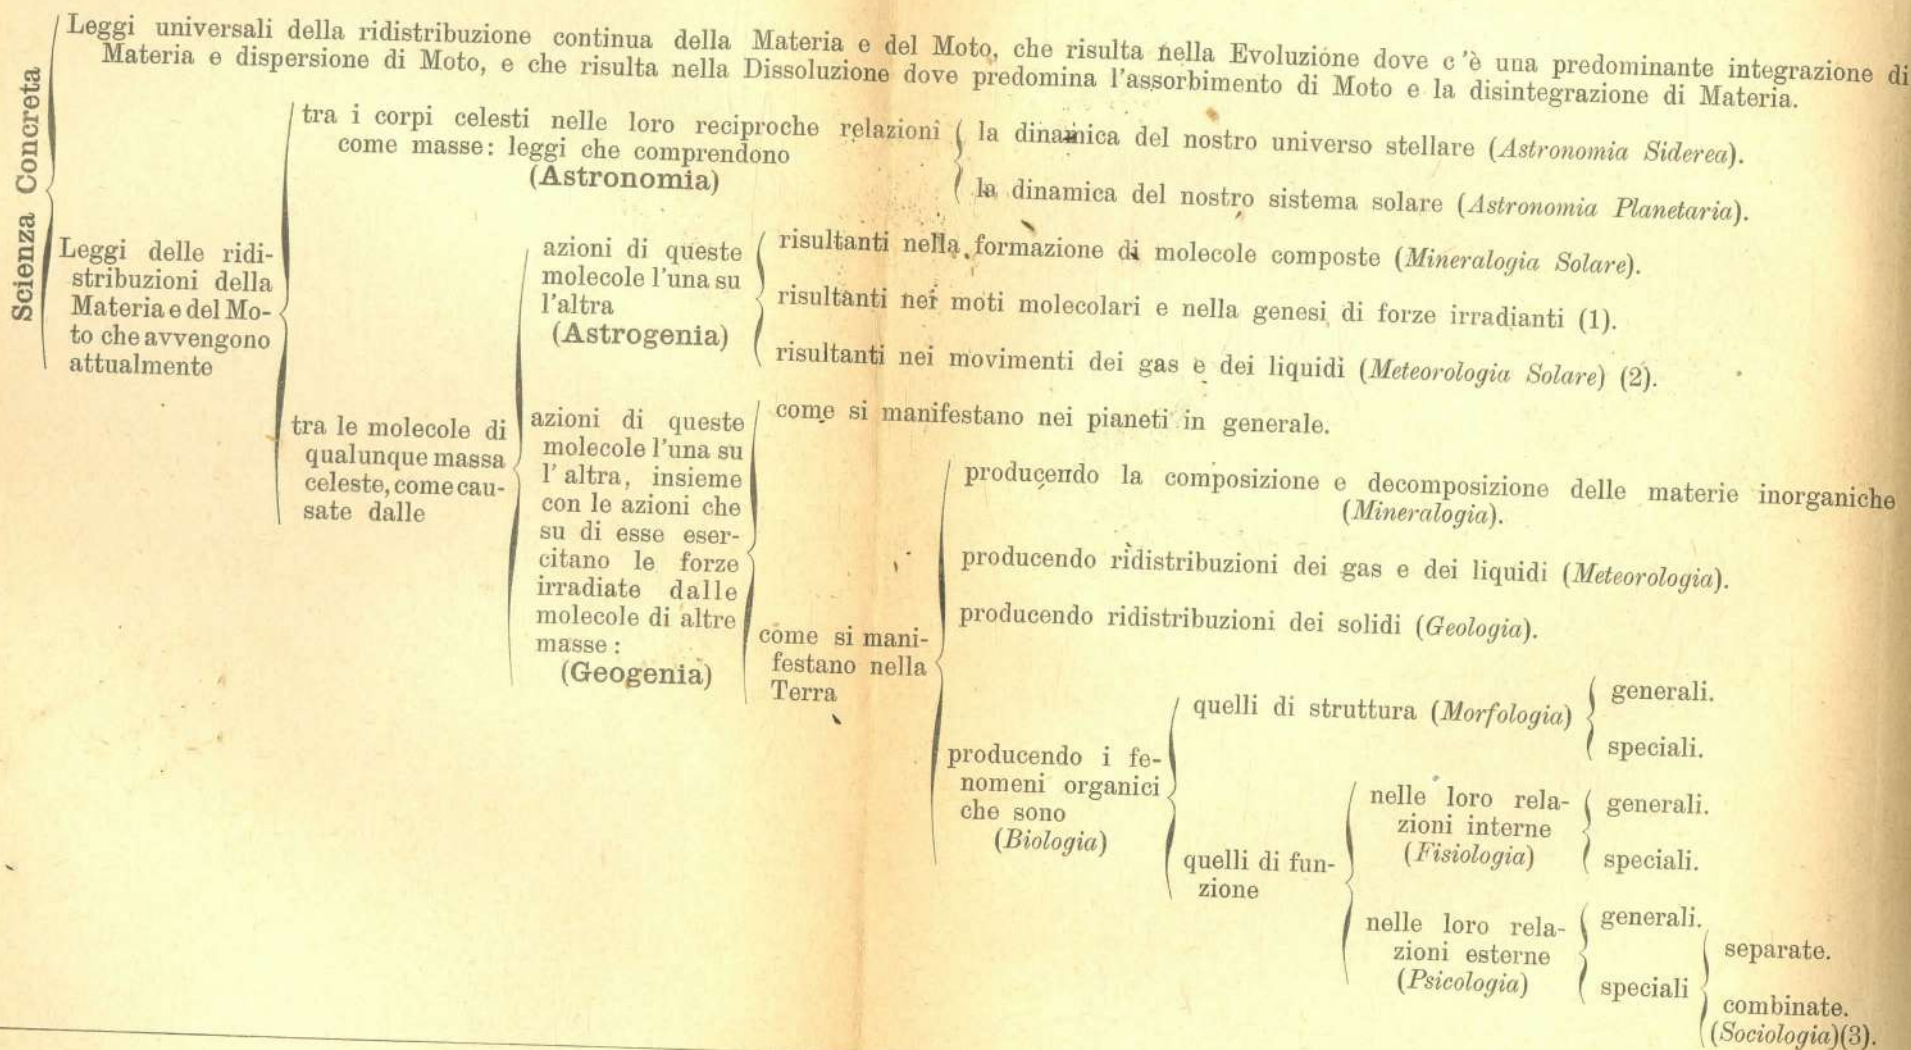 Scienza Concreta
Leggi universali della ridistribuzione continua della Materia e del Moto, che risulta nella Evoluzione dove c'è una predominante integrazione di
Materia e dispersione di Moto, e che risulta nella Dissoluzione dove predomina l'assorbimento di Moto e la disintegrazione di Materia.
Leggi delle ridi-
stribuzioni della
Materia e del Mo-
to che avvengono
attualmente
tra i corpi celesti nelle loro reciproche relazioni
come masse: leggi che comprendono
(Astronomia)
la dinamica del nostro universo stellare (Astronomia Siderea).
la dinamica del nostro sistema solare (Astronomia Planetaria).
tra le molecole di
qualunque massa
celeste, come cau-
sate dalle
azioni di queste
molecole l'una su
l'altra
(Astrogenia)
risultanti nella formazione di molecole composte (Mineralogia Solare).
risultanti nei moti molecolari e nella genesi di forze irradianti (1).
risultanti nei movimenti dei gas e dei liquidi (Meteorologia Solare) (2).
azioni di queste
molecole l'una su
l'altra, insieme
con le azioni che
su di esse eser-
citano le forze
irradiate dalle
molecole di altre
masse:
(Geogenia)
come si manifestano nei pianeti in generale.
come si mani-
festano nella
Terra
producendo la composizione e decomposizione delle materie inorganiche
(Mineralogia).
producendo ridistribuzioni dei gas e dei liquidi (Meteorologia).
producendo ridistribuzioni dei solidi (Geologia).
producendo i fe-
nomeni organici
che sono
(Biologia)
quelli di struttura (Morfologia)
generali.
speciali.
quelli di fun-
zione
nelle loro rela-
zioni interne
(Fisiologia)
generali.
speciali.
nelle loro rela-
zioni esterne
(Psicologia)
generali.
speciali
separate.
combinate.
(Sociologia)(3).